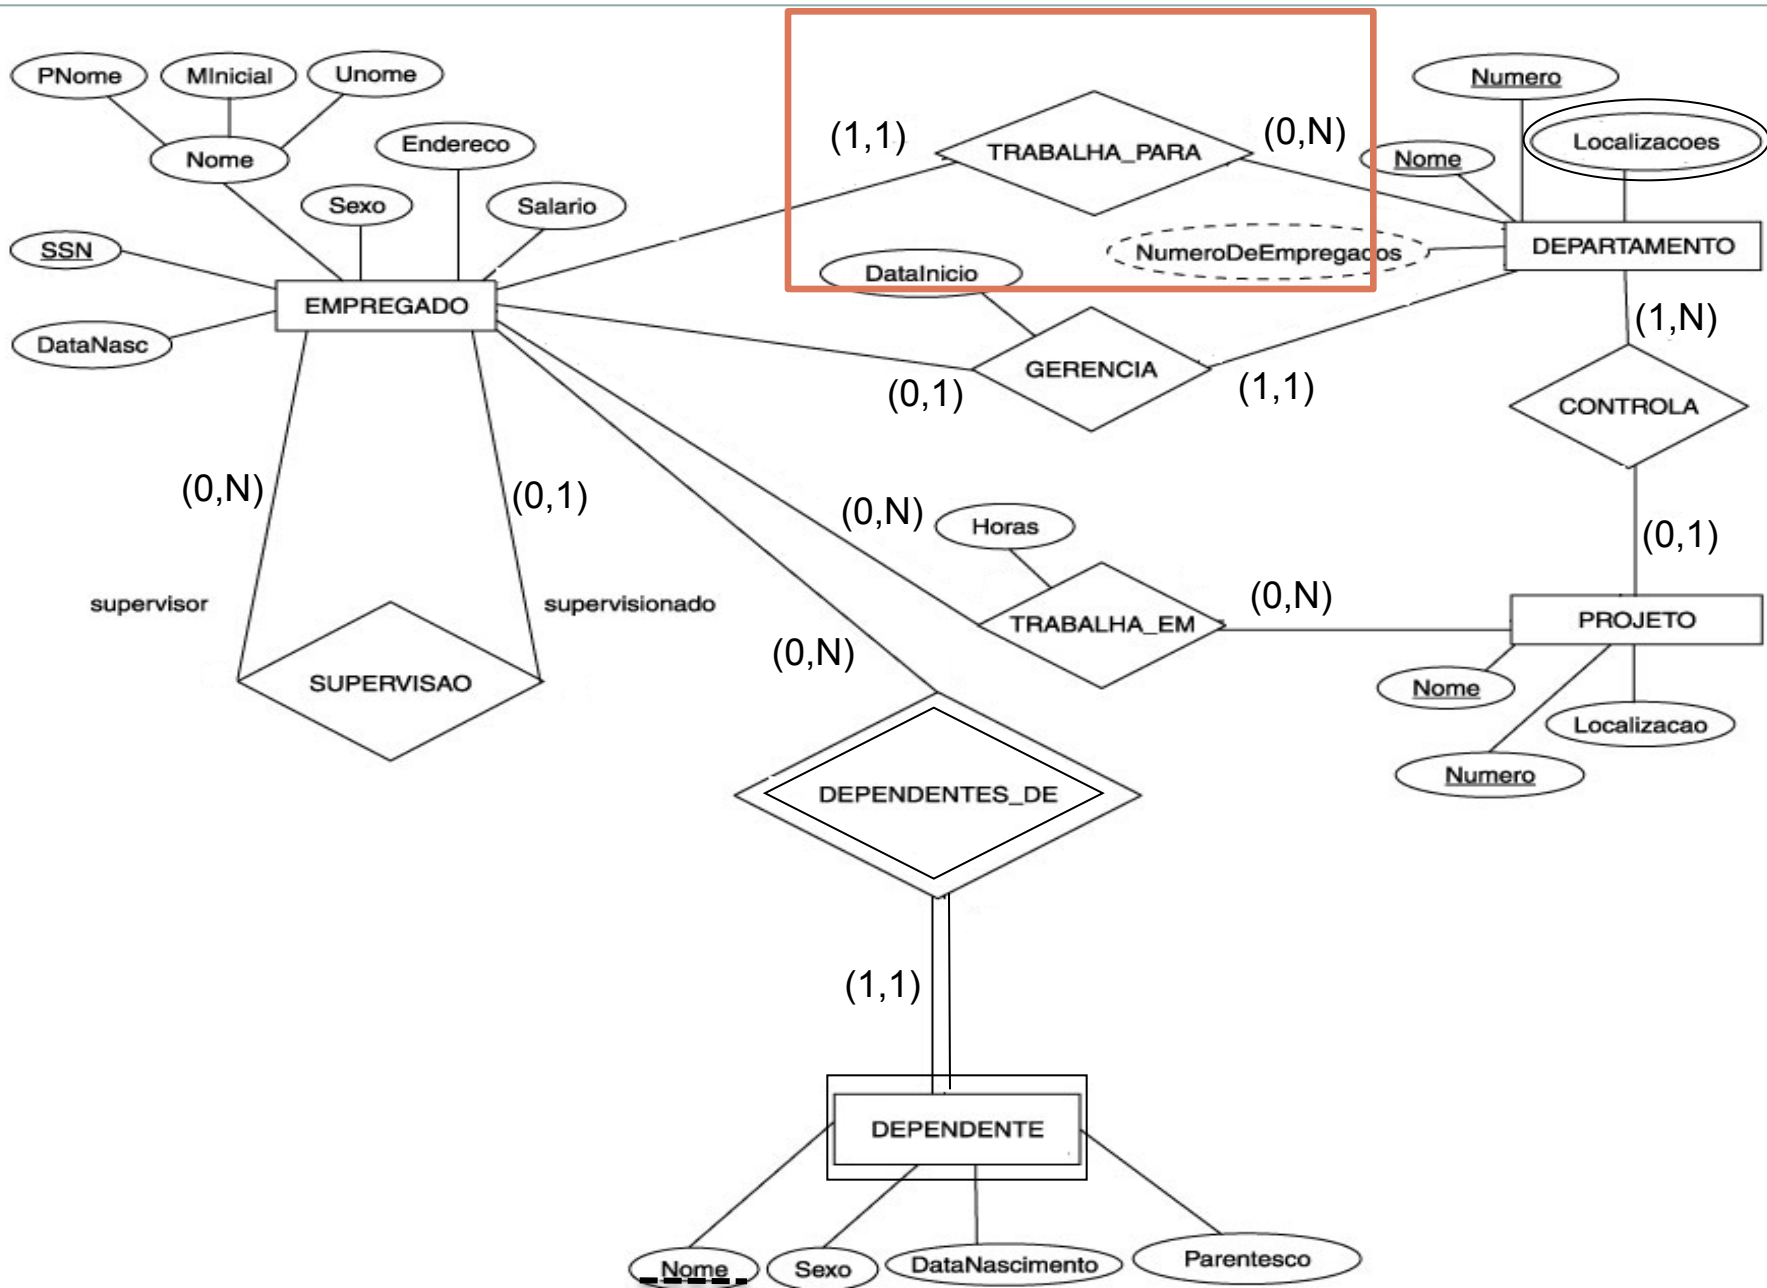 PNome
MInicial
Unome
Nome
Endereco
Sexo
Salario
SSN
DataNasc
EMPREGADO
(1,1)
TRABALHA_PARA
(0,N)
Numero
Localizacoes
Nome
NumeroDeEmpregados
DEPARTAMENTO
DataInicio
(0,1)
GERENCIA
(1,1)
(1,N)
CONTROLA
(0,1)
(0,N)
(0,1)
supervisor
supervisionado
SUPERVISAO
(0,N)
Horas
TRABALHA_EM
(0,N)
PROJETO
Nome
Localizacao
Numero
(0,N)
DEPENDENTES_DE
(1,1)
DEPENDENTE
Nome
Sexo
DataNascimento
Parentesco